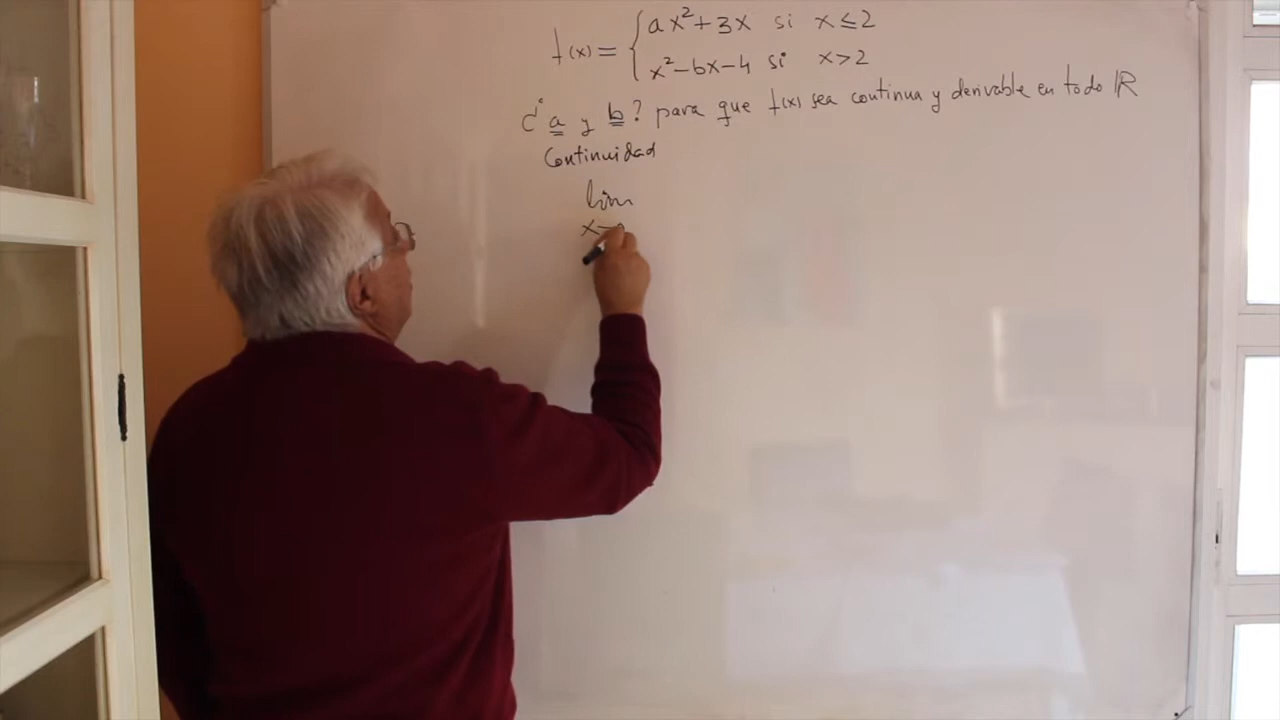 f(x) = { ax² + 3x si x ≤ 2
x² - bx - 4 si x > 2
¿ a y b? para que f(x) sea continua y derivable en todo ℝ
Continuidad
lim
x→